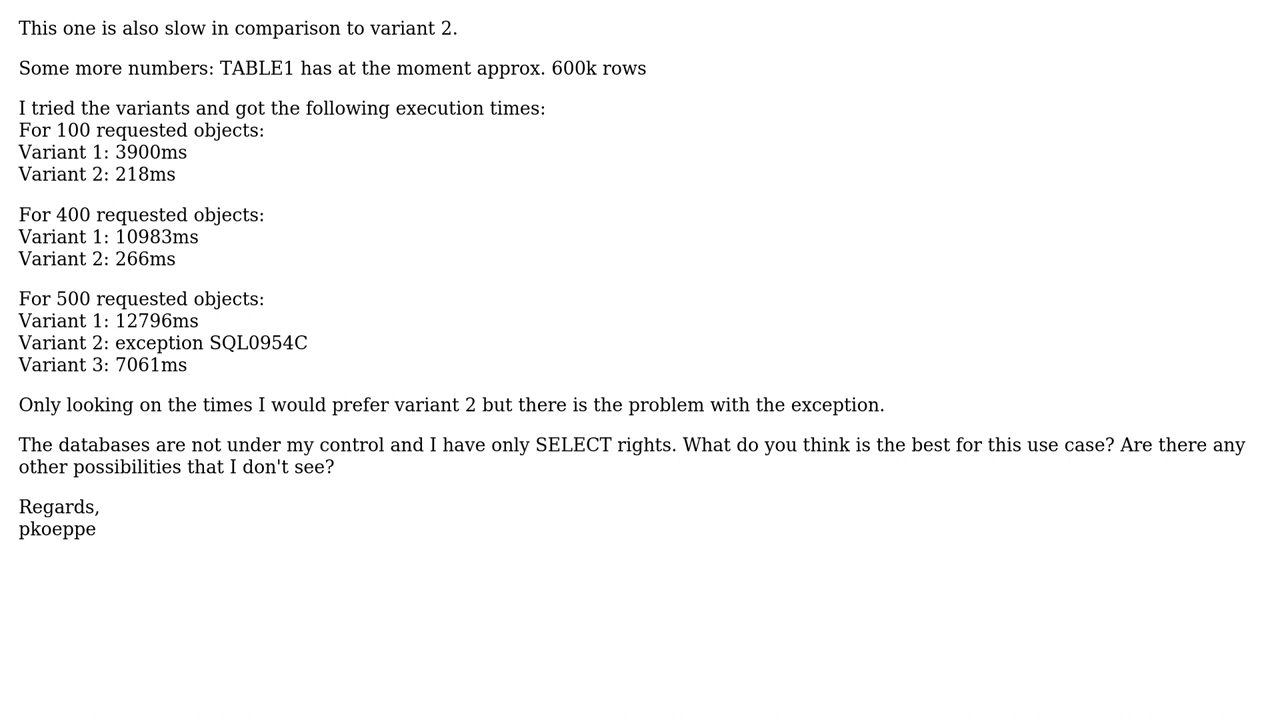 This one is also slow in comparison to variant 2.
Some more numbers: TABLE1 has at the moment approx. 600k rows
I tried the variants and got the following execution times:
For 100 requested objects:
Variant 1: 3900ms
Variant 2: 218ms
For 400 requested objects:
Variant 1: 10983ms
Variant 2: 266ms
For 500 requested objects:
Variant 1: 12796ms
Variant 2: exception SQL0954C
Variant 3: 7061ms
Only looking on the times I would prefer variant 2 but there is the problem with the exception.
The databases are not under my control and I have only SELECT rights. What do you think is the best for this use case? Are there any
other possibilities that I don't see?
Regards,
pkoeppe